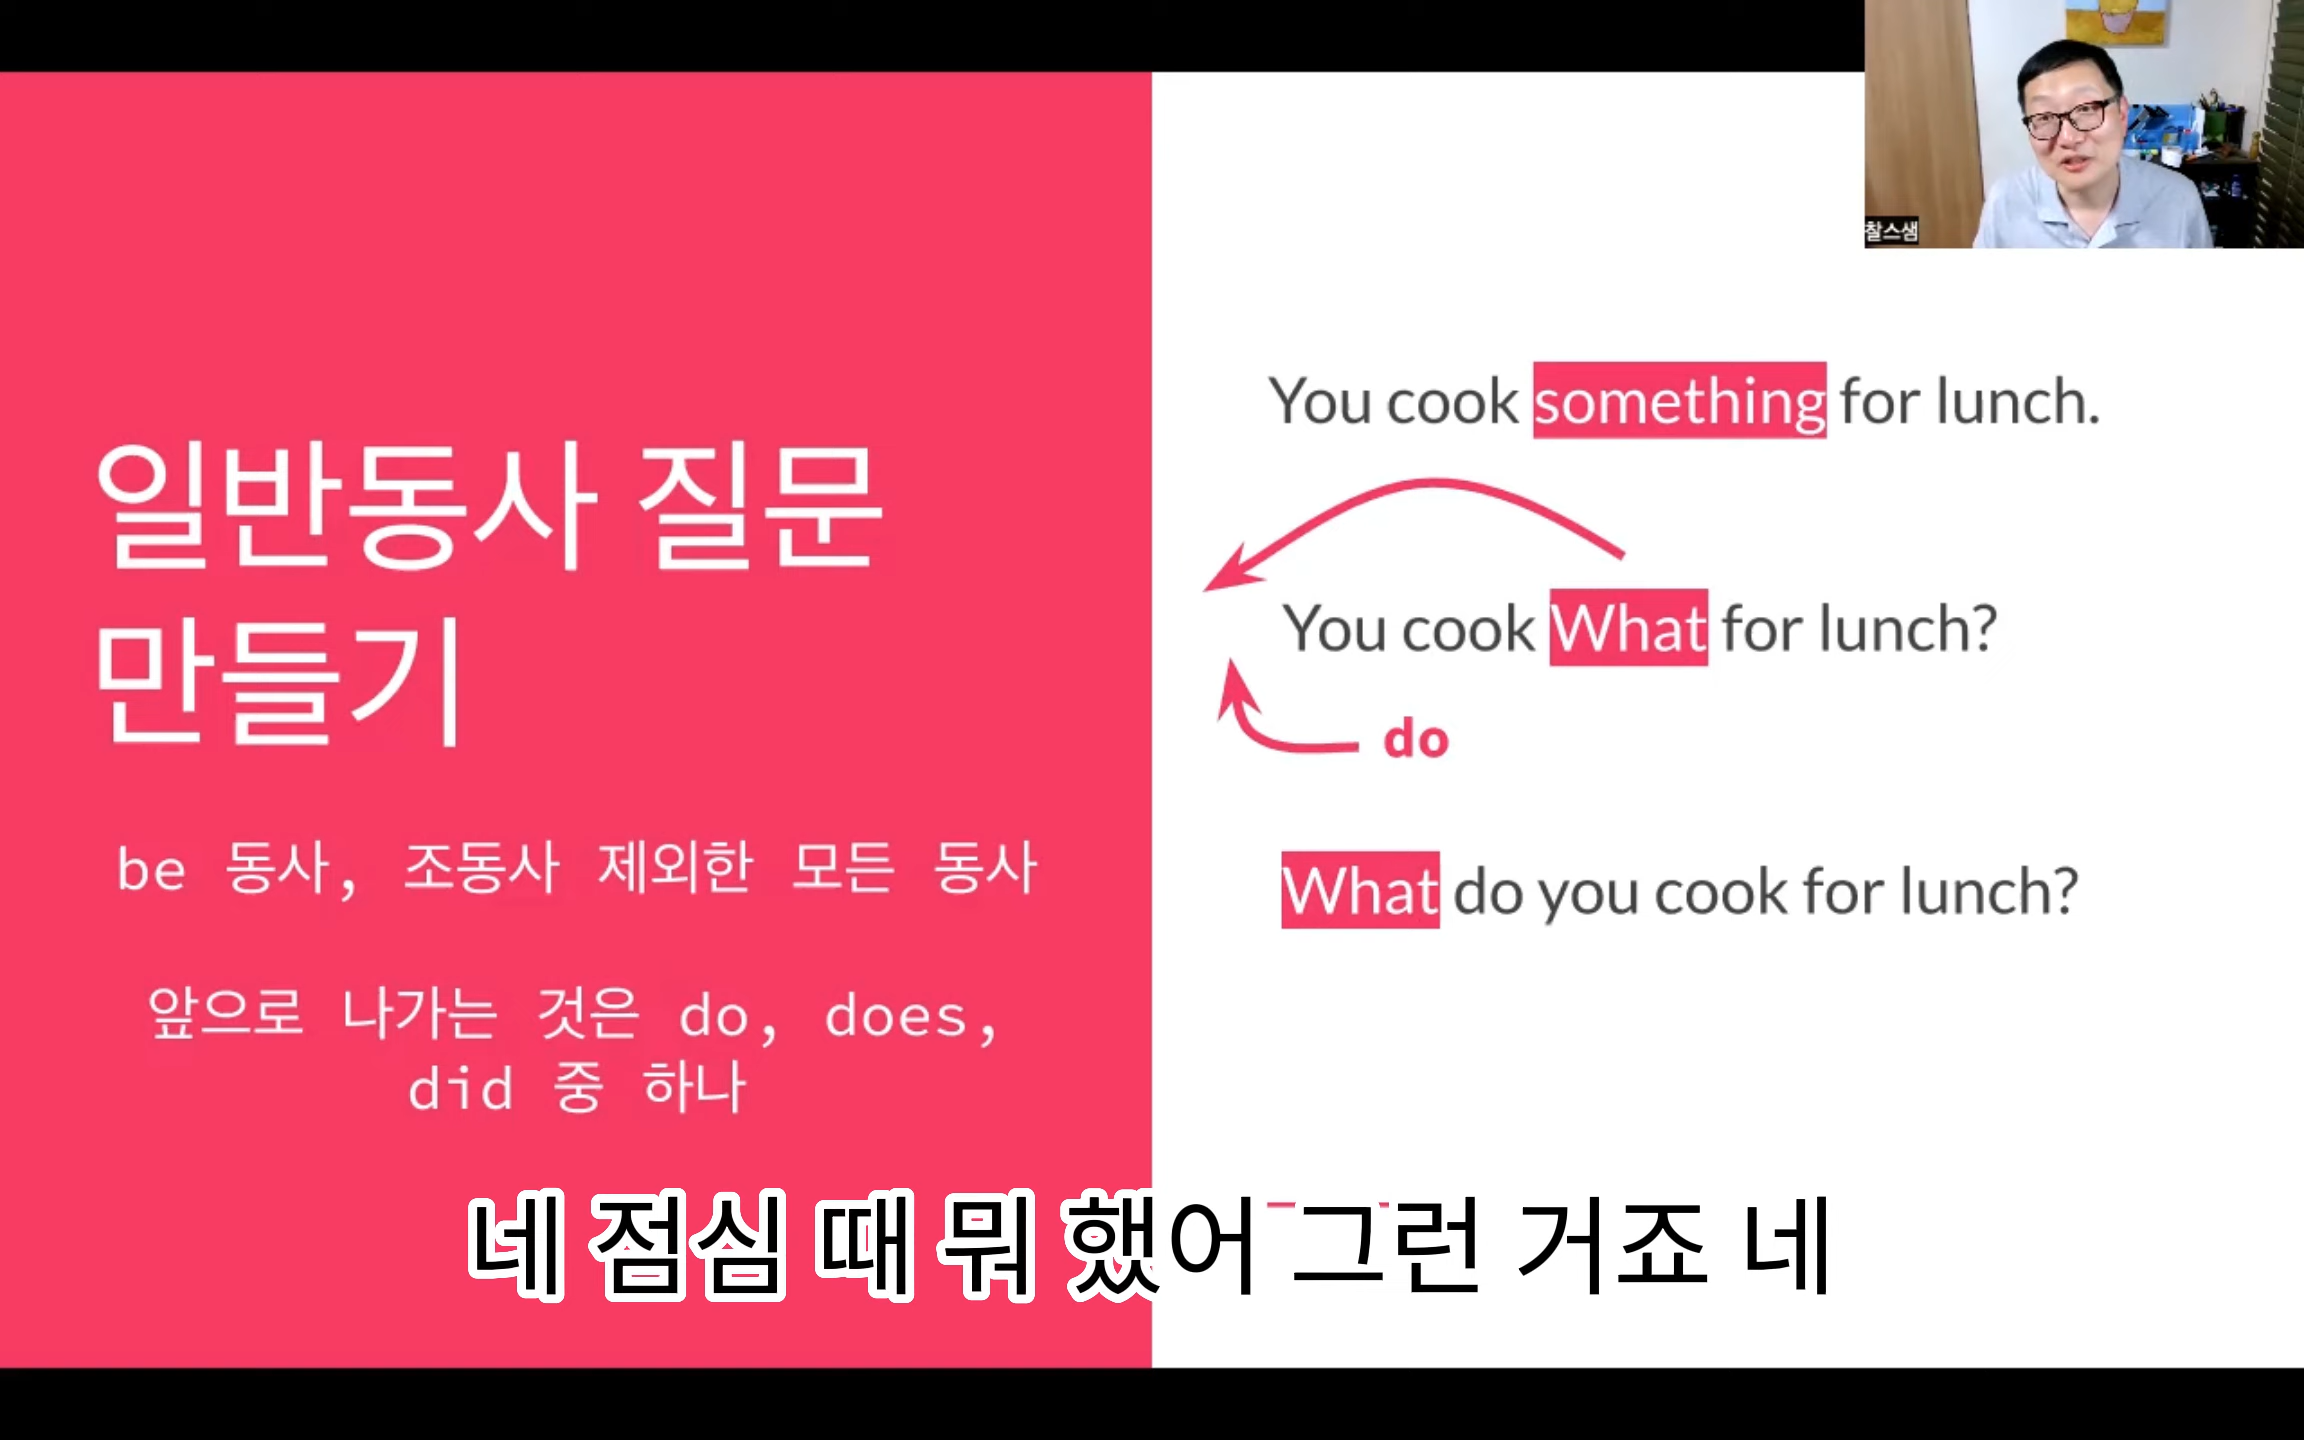 찰스샘
일반동사 질문
만들기
be 동사, 조동사 제외한 모든 동사
앞으로 나가는 것은 do, does,
did 중 하나
You cook something for lunch.
You cook What for lunch?
do
What do you cook for lunch?
네 점심 때 뭐 했어 그런 거죠 네